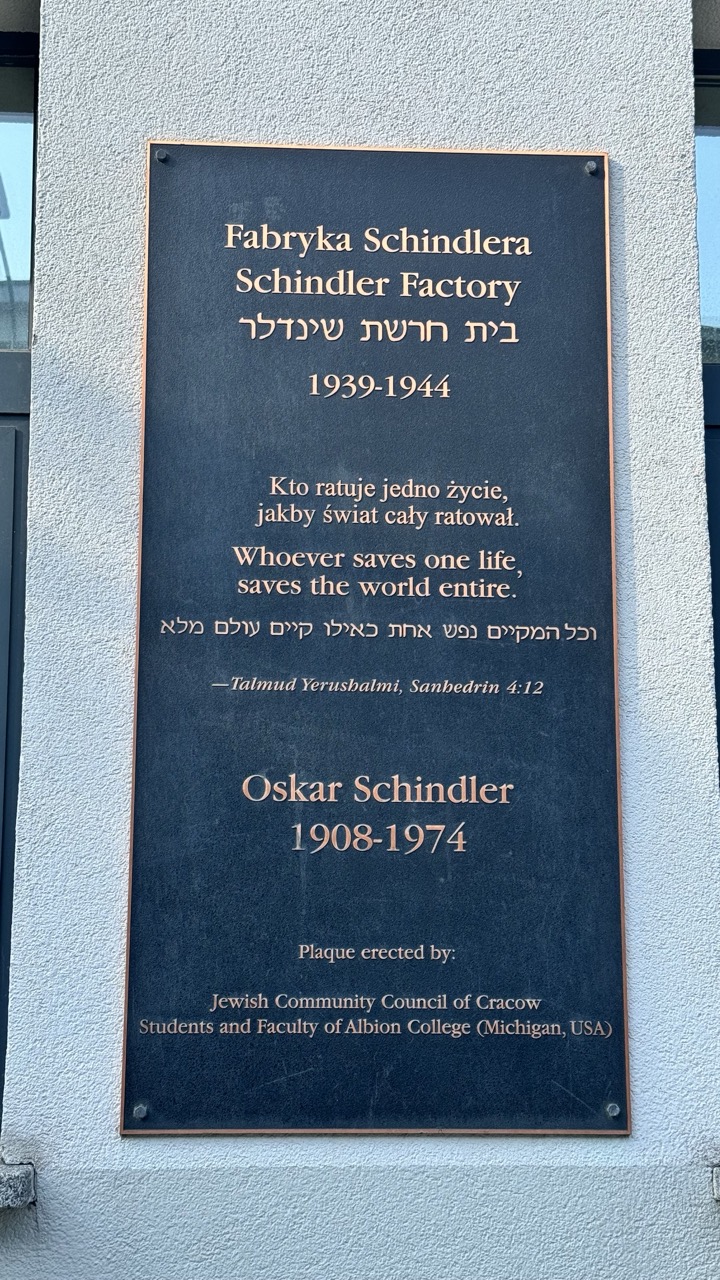 Fabryka Schindlera
Schindler Factory
בית חרשת שינדלר
1939-1944
Kto ratuje jedno życie,
jakby świat cały ratował.
Whoever saves one life,
saves the world entire.
וכל המקיים נפש אחת כאילו קיים עולם מלא
—Talmud Yerushalmi, Sanhedrin 4:12
Oskar Schindler
1908-1974
Plaque erected by:
Jewish Community Council of Cracow
Students and Faculty of Albion College (Michigan, USA)